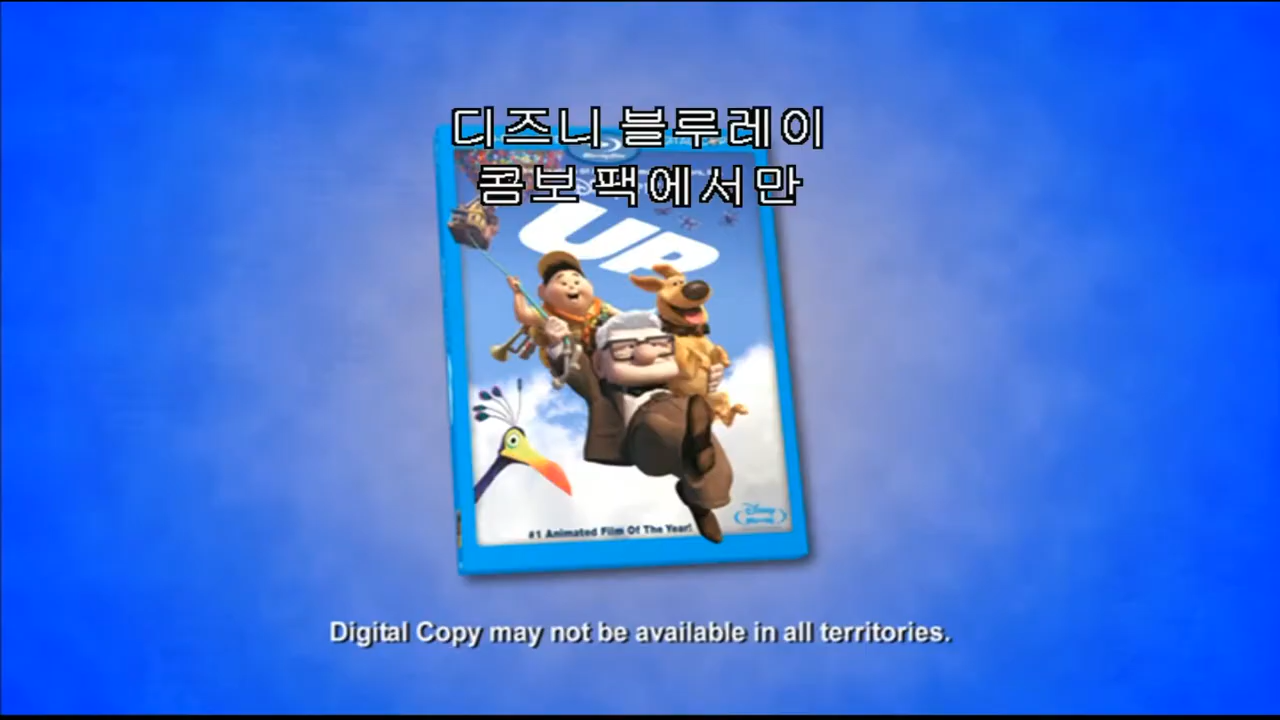 디즈니 블루레이
콤보 팩에서만
UP
#1 Animated Film Of The Year!
Disney
Digital Copy may not be available in all territories.